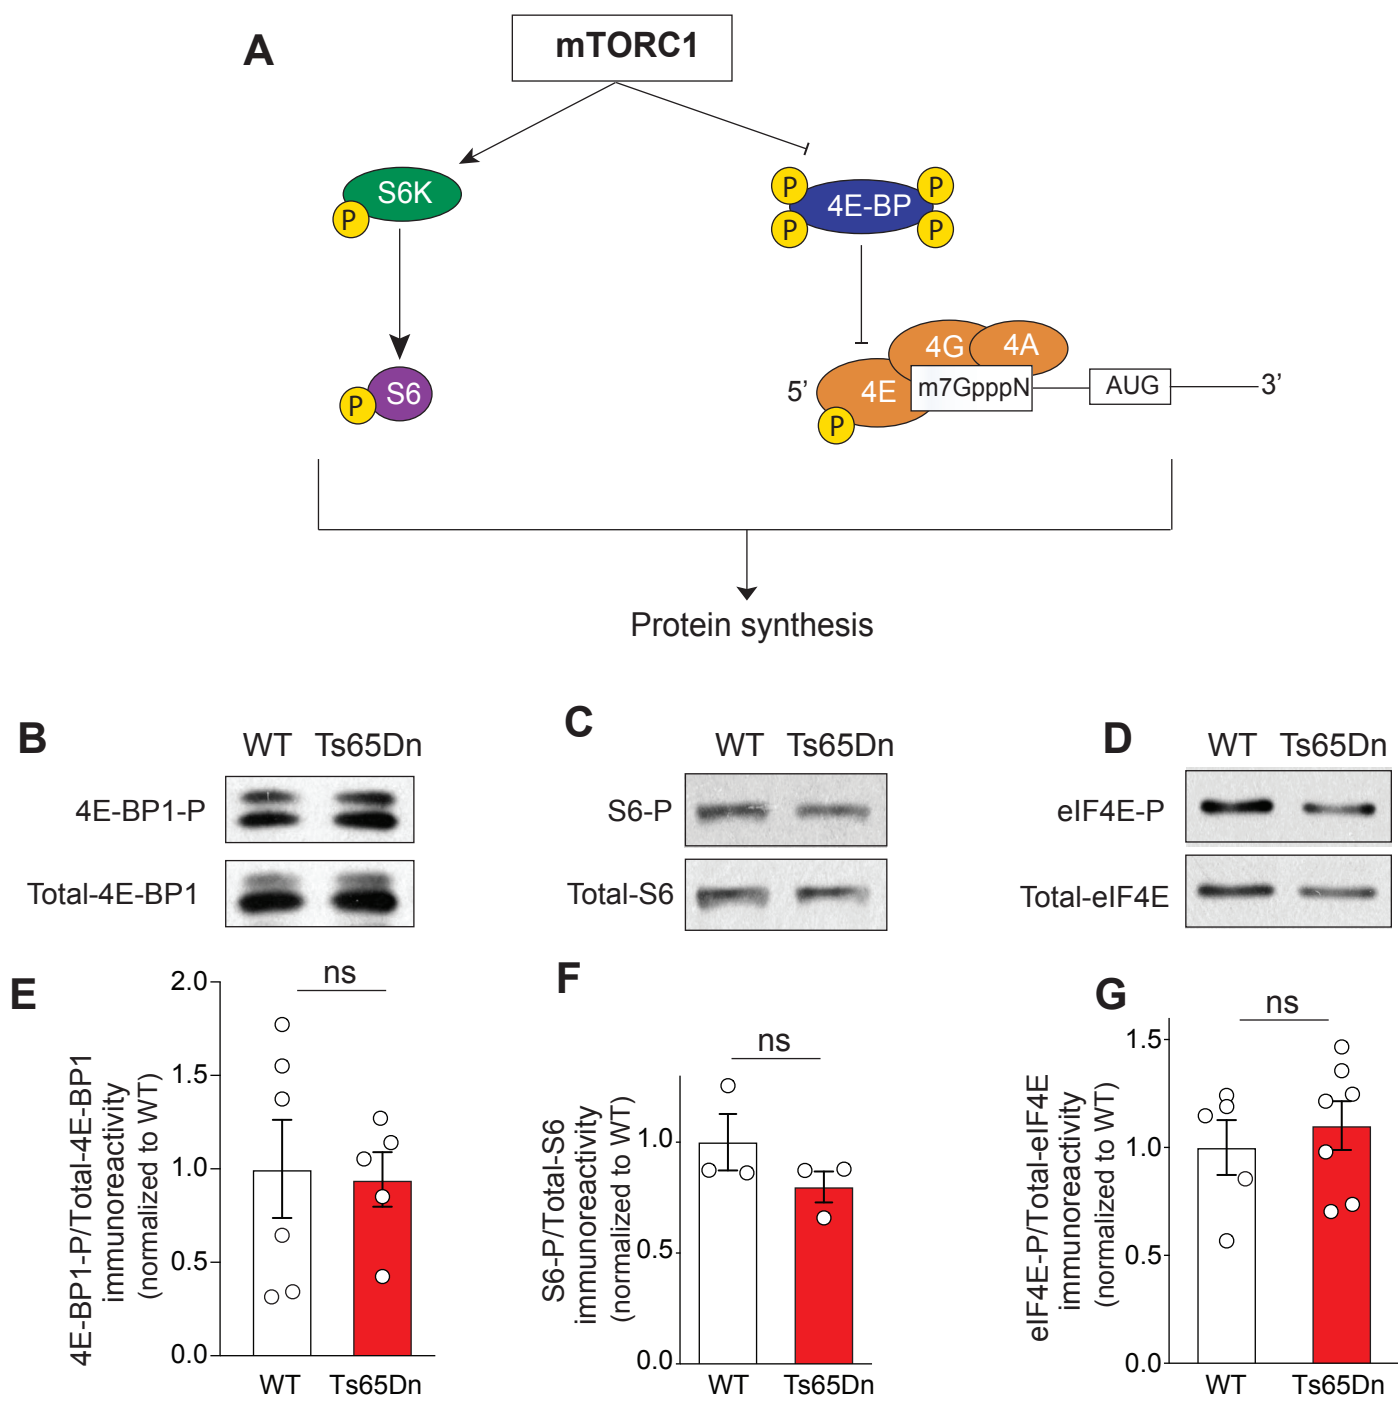 A
mTORC1
S6K
P
P
P
4E-BP
P
P
P
S6
5’
4G
4A
4E
m7GpppN
AUG
3’
P
Protein synthesis
B
WT Ts65Dn
4E-BP1-P
Total-4E-BP1
C
WT Ts65Dn
S6-P
Total-S6
D
WT Ts65Dn
eIF4E-P
Total-eIF4E
E
4E-BP1-P/Total-4E-BP1
immunoreactivity
(normalized to WT)
2.0
1.5
1.0
0.5
0.0
ns
WT Ts65Dn
F
S6-P/Total-S6
immunoreactivity
(normalized to WT)
1.0
0.5
0.0
ns
WT Ts65Dn
G
eIF4E-P/Total-eIF4E
immunoreactivity
(normalized to WT)
1.5
1.0
0.5
0.0
ns
WT Ts65Dn